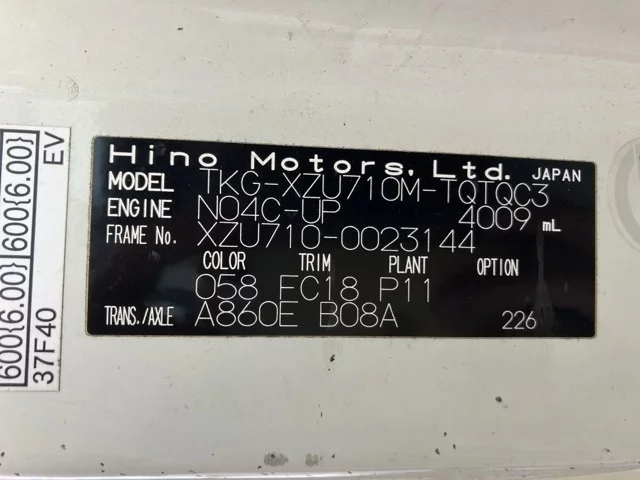 Hino Motors, Ltd. JAPAN
MODEL TKG-XZU710M-TQTQC3
ENGINE N04C-UP 4009 mL
FRAME No. XZU710-0023144
COLOR TRIM PLANT OPTION
058 FC18 P11
TRANS./AXLE A860E B08A 226
600{6.00} 600{6.00}
37F40 EV